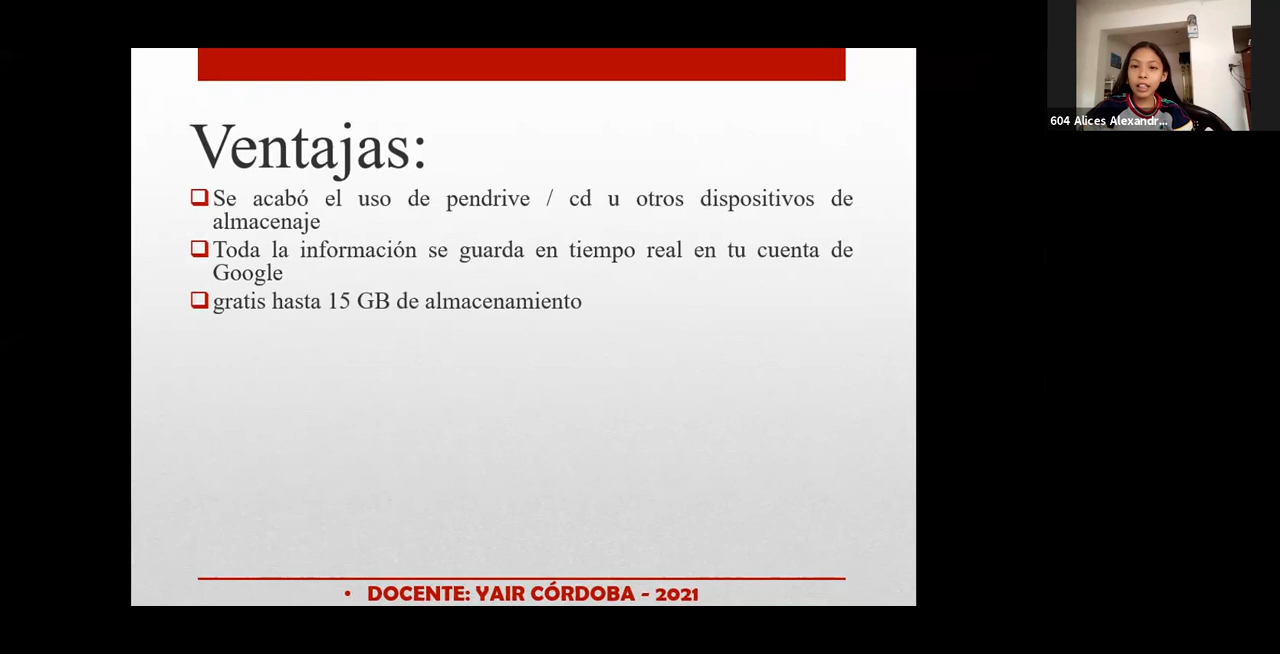 Ventajas:
Se acabó el uso de pendrive / cd u otros dispositivos de
almacenaje
Toda la información se guarda en tiempo real en tu cuenta de
Google
gratis hasta 15 GB de almacenamiento
• DOCENTE: YAIR CÓRDOBA - 2021
604 Alices Alexandr...